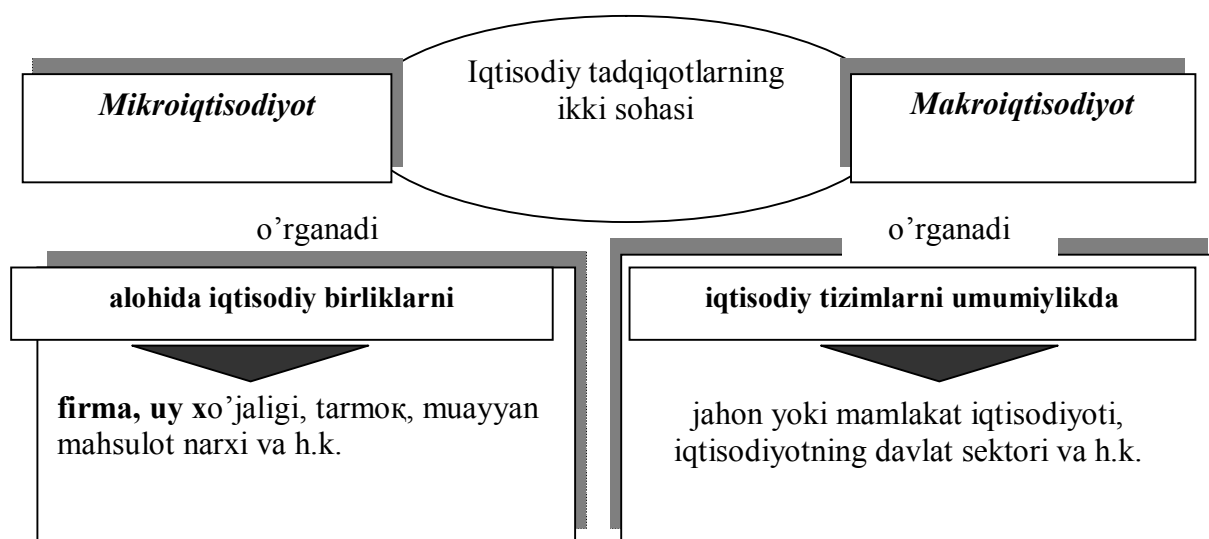 Iqtisodiy tadqiqotlarning
ikki sohasi
Mikroiqtisodiyot
Makroiqtisodiyot
o’rganadi
o’rganadi
alohida iqtisodiy birliklarni
iqtisodiy tizimlarni umumiylikda
firma, uy xo’jaligi, tarmoқ, muayyan
mahsulot narxi va h.k.
jahon yoki mamlakat iqtisodiyoti,
iqtisodiyotning davlat sektori va h.k.